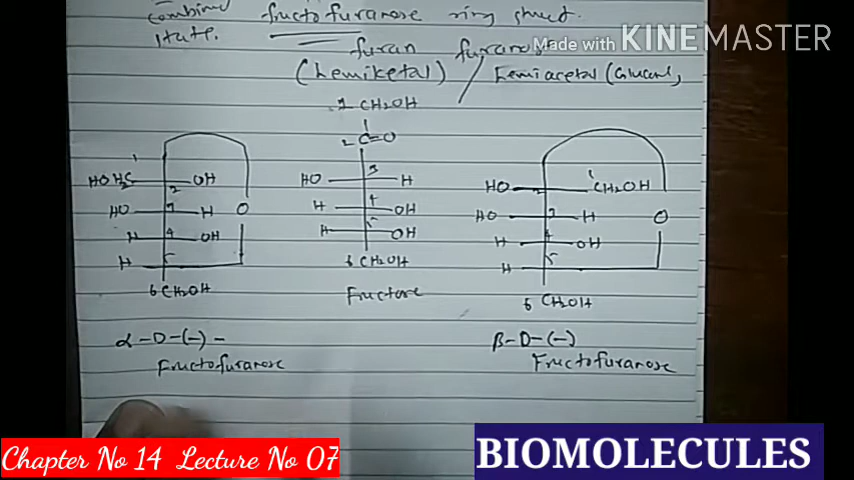 combine fructofuranose ring struct.
furan furanose
Made with KINEMASTER
(hemiketal) / hemiacetal (Glucose,
1 CH2OH
2 C=O
HO 3 H
H 4 OH
H 5 OH
6 CH2OH
Fructose
1
HOH2C 2 OH
HO 3 H O
H 4 OH
H 5
6 CH2OH
α-D-(-)-
Fructofuranose
HO 2 1 CH2OH
HO 3 H O
H 4 OH
H 5
6 CH2OH
β-D-(-)
Fructofuranose
Chapter No 14 Lecture No 07
BIOMOLECULES